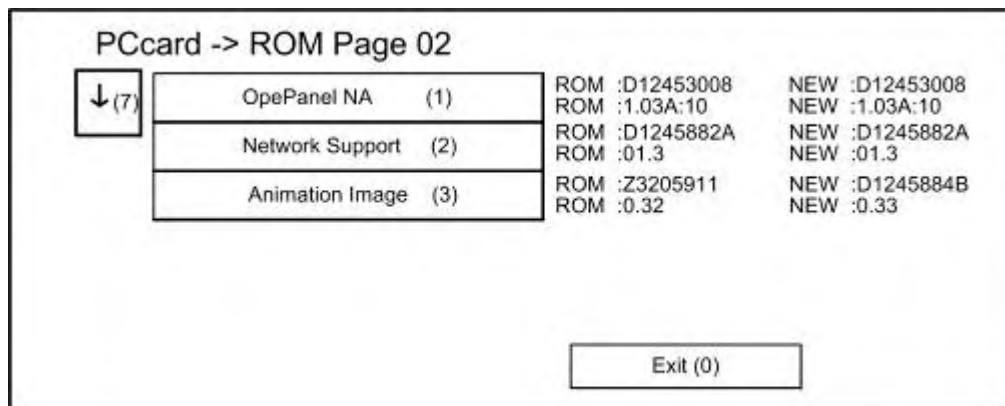 PCcard -> ROM Page 02
↓(7)
OpePanel NA (1) ROM :D12453008 NEW :D12453008
ROM :1.03A:10 NEW :1.03A:10
Network Support (2) ROM :D1245882A NEW :D1245882A
ROM :01.3 NEW :01.3
Animation Image (3) ROM :Z3205911 NEW :D1245884B
ROM :0.32 NEW :0.33
Exit (0)